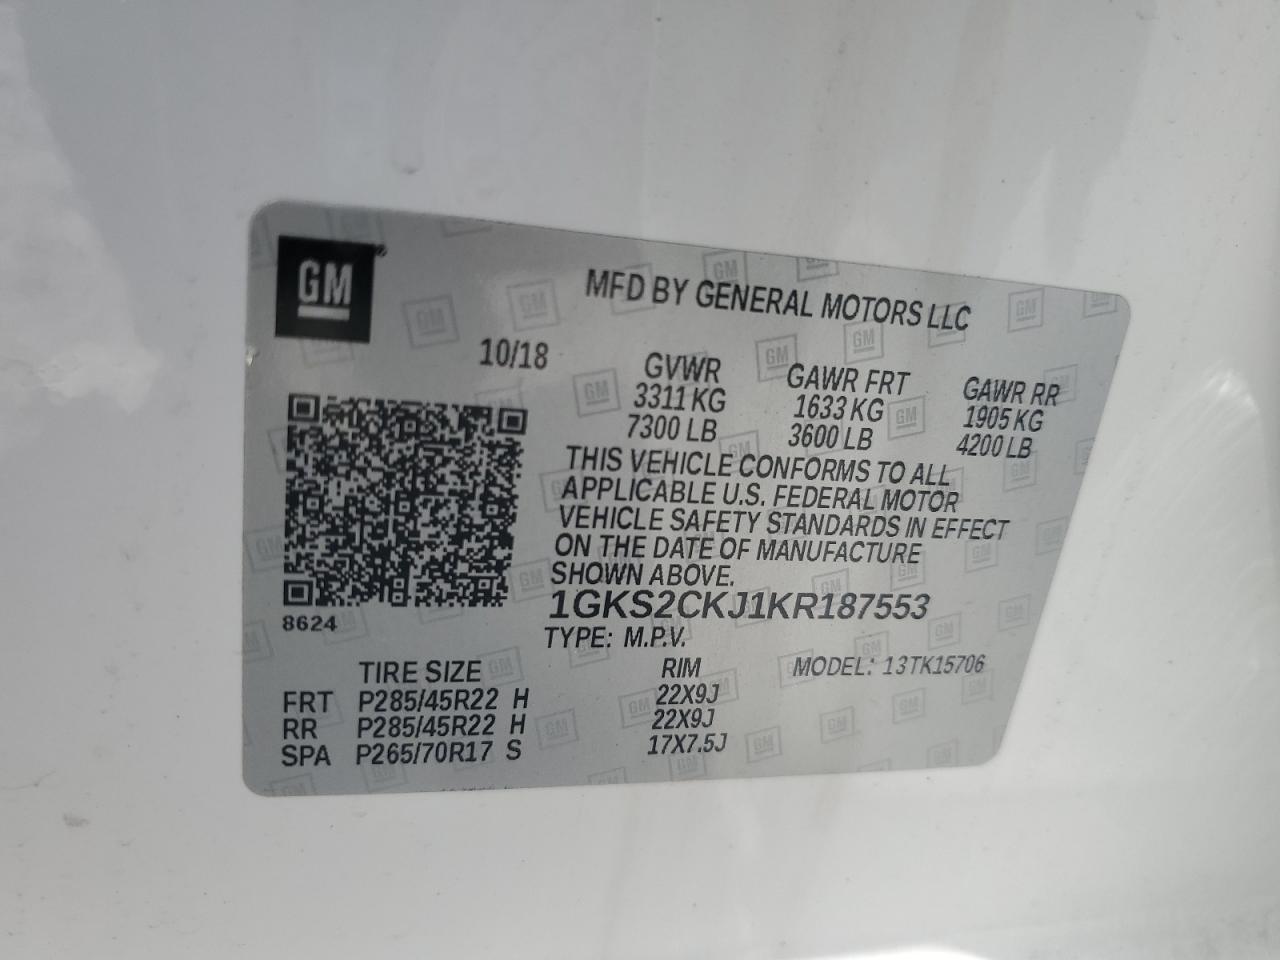 GM
MFD BY GENERAL MOTORS LLC
10/18
GVWR GAWR FRT GAWR RR
3311 KG 1633 KG 1905 KG
7300 LB 3600 LB 4200 LB
THIS VEHICLE CONFORMS TO ALL
APPLICABLE U.S. FEDERAL MOTOR
VEHICLE SAFETY STANDARDS IN EFFECT
ON THE DATE OF MANUFACTURE
SHOWN ABOVE.
1GKS2CKJ1KR187553
8624
TYPE: M.P.V.
TIRE SIZE RIM MODEL: 13TK15706
FRT P285/45R22 H 22X9J
RR P285/45R22 H 22X9J
SPA P265/70R17 S 17X7.5J